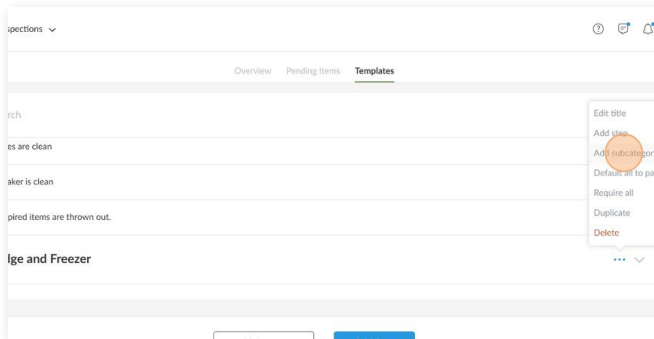 spections
Overview Pending Items Templates
rch
Edit title
Add step
es are clean
Add subcategor
Default all to pa
aker is clean
Require all
pired items are thrown out.
Duplicate
Delete
dge and Freezer